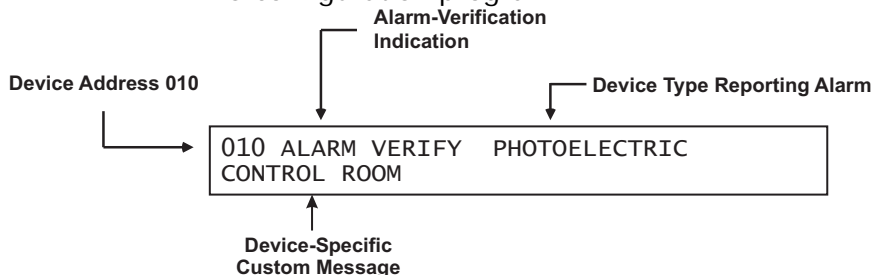 Alarm-Verification
Indication
Device Address 010
Device Type Reporting Alarm
010 ALARM VERIFY PHOTOELECTRIC
CONTROL ROOM
Device-Specific
Custom Message